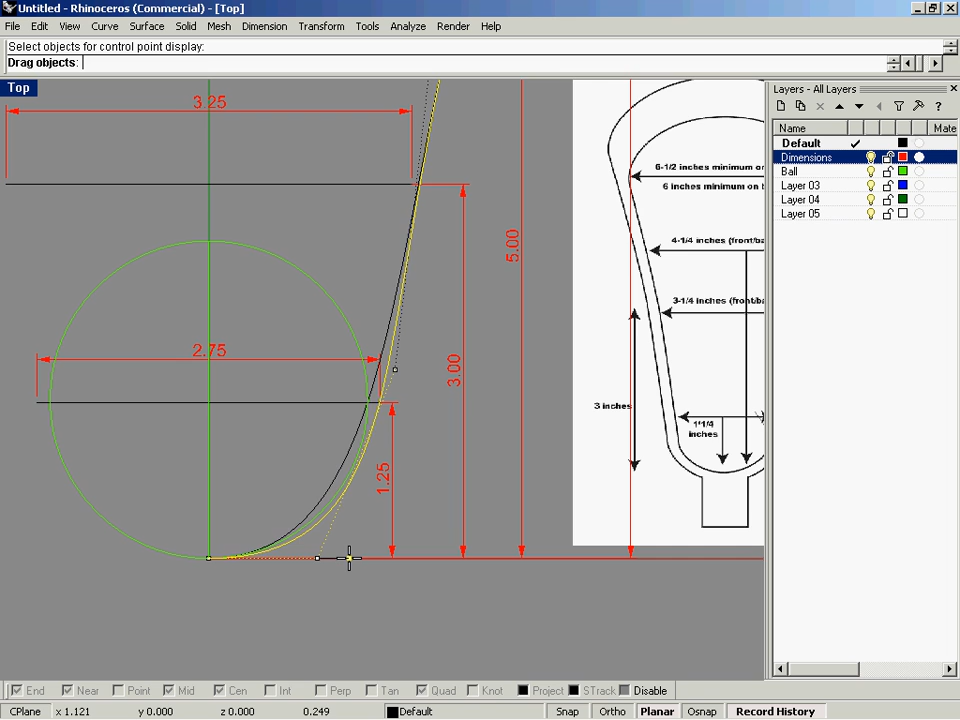 Untitled - Rhinoceros (Commercial) - [Top]
File Edit View Curve Surface Solid Mesh Dimension Transform Tools Analyze Render Help
Select objects for control point display:
Drag objects:
Top
3.25
2.75
1.25
3.00
5.00
6-1/2 inches minimum on
6 inches minimum on b
4-1/4 inches (front/ba
3-1/4 inches (front/ba
3 inches
1*1/4
inches
Layers - All Layers
Name Mate
Default
Dimensions
Ball
Layer 03
Layer 04
Layer 05
End Near Point Mid Cen Int Perp Tan Quad Knot Project STrack Disable
CPlane x 1.121 y 0.000 z 0.000 0.249 Default Snap Ortho Planar Osnap Record History